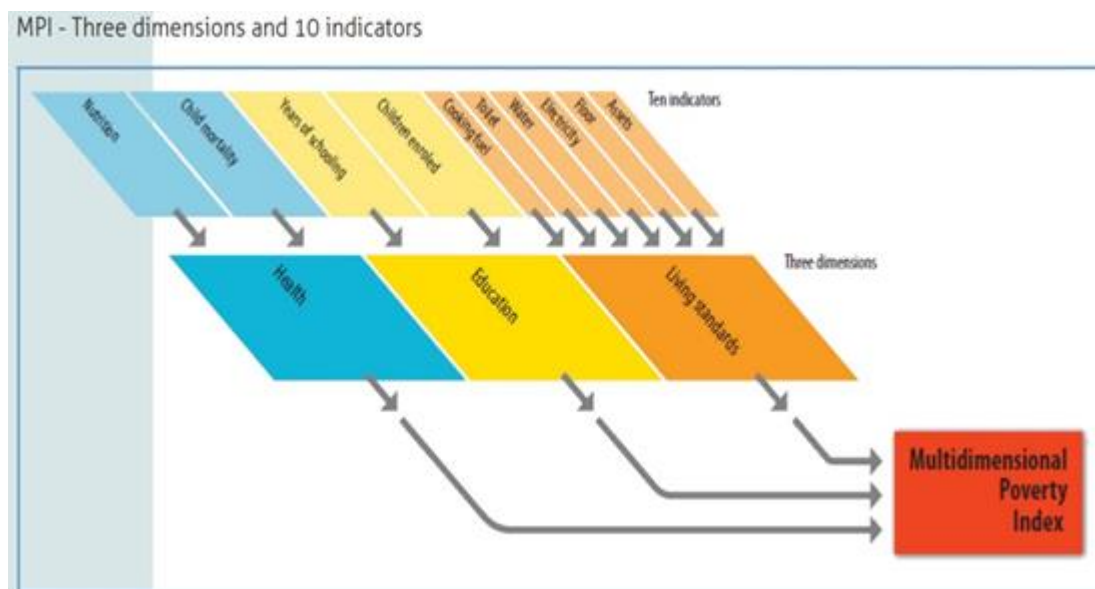 MPI - Three dimensions and 10 indicators
Nutrition
Child mortality
Years of schooling
Children enroled
Cooking fuel
Toilet
Water
Electricity
Floor
Assets
Ten indicators
Health
Education
Living standards
Three dimensions
Multidimensional
Poverty
Index